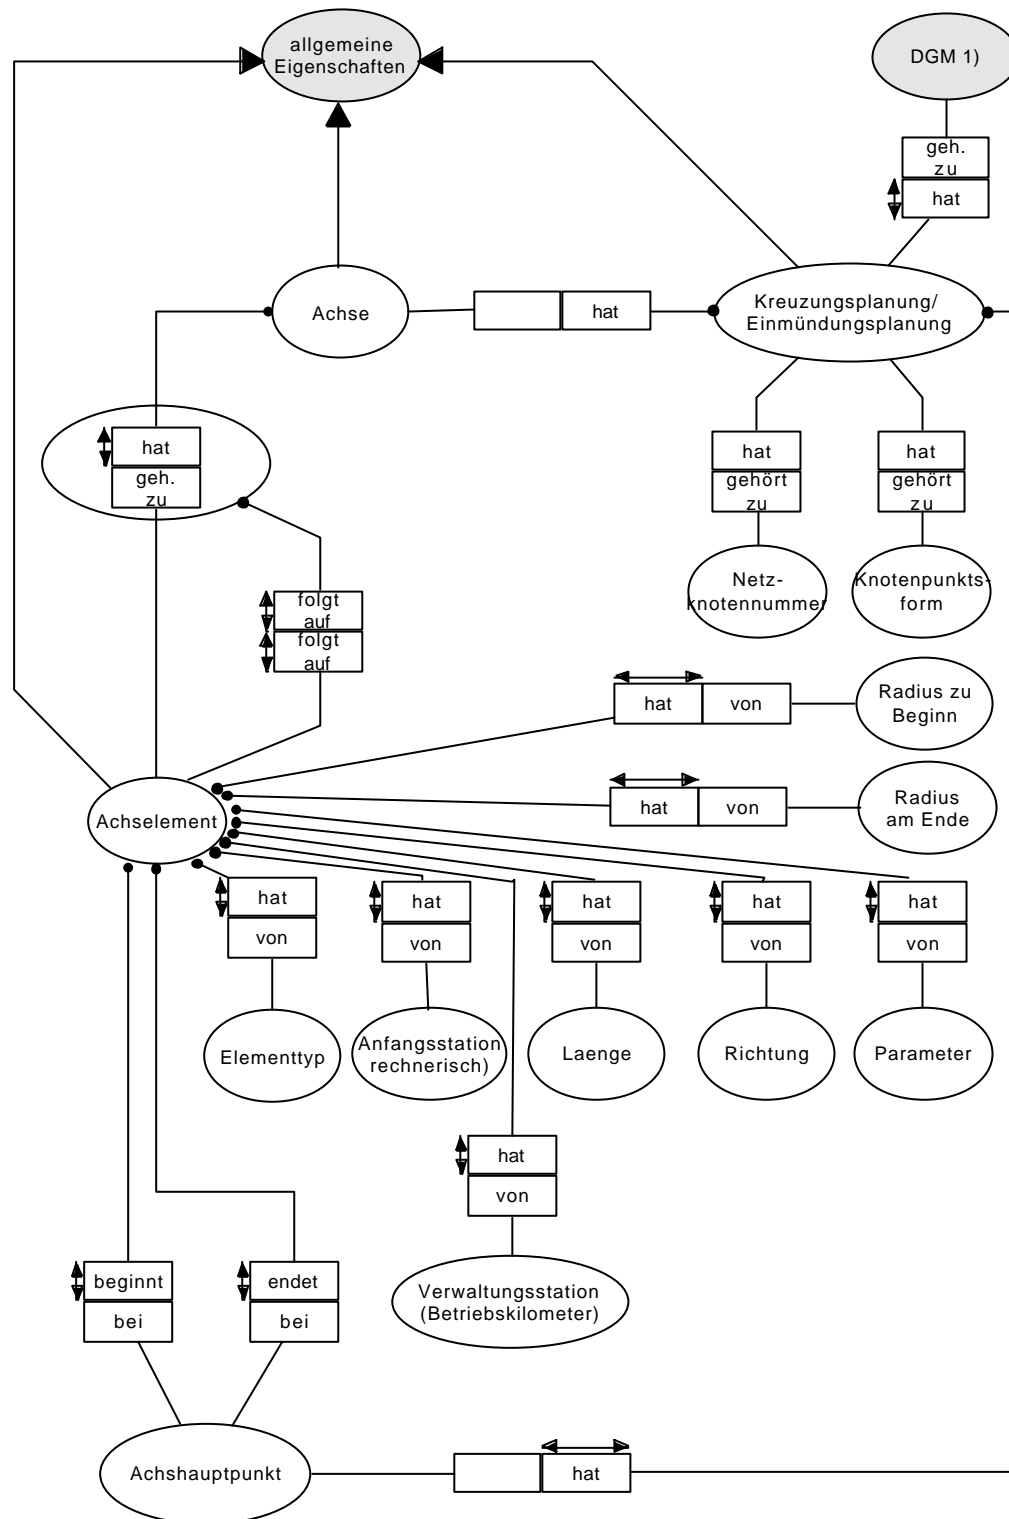 allgemeine
Eigenschaften
DGM 1)
geh.
zu
hat
Achse
hat
Kreuzungsplanung/
Einmündungsplanung
hat
geh.
zu
hat
gehört
zu
hat
gehört
zu
Netz-
knotennummer
Knotenpunkts-
form
folgt
auf
folgt
auf
hat
von
Radius zu
Beginn
hat
von
Radius
am Ende
Achselement
hat
von
hat
von
hat
von
hat
von
hat
von
Elementtyp
Anfangsstation
rechnerisch)
Laenge
Richtung
Parameter
hat
von
Verwaltungsstation
(Betriebskilometer)
beginnt
bei
endet
bei
Achshauptpunkt
hat